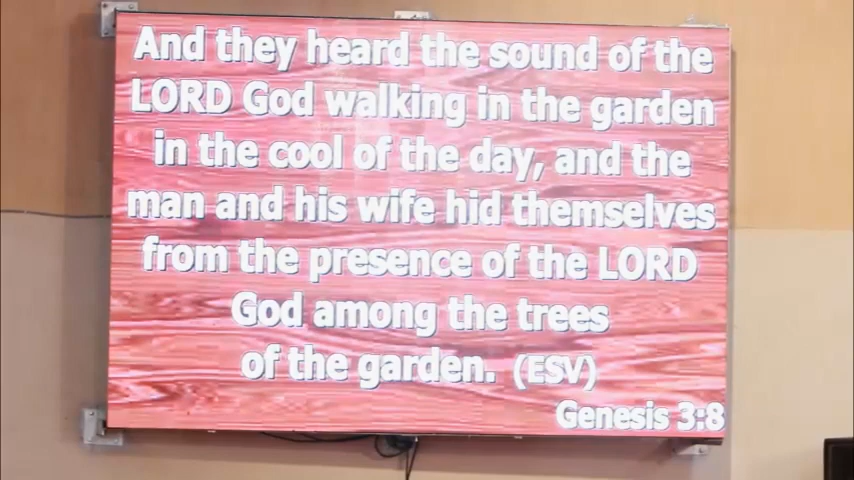 And they heard the sound of the
LORD God walking in the garden
in the cool of the day, and the
man and his wife hid themselves
from the presence of the LORD
God among the trees
of the garden. (ESV)
Genesis 3:8